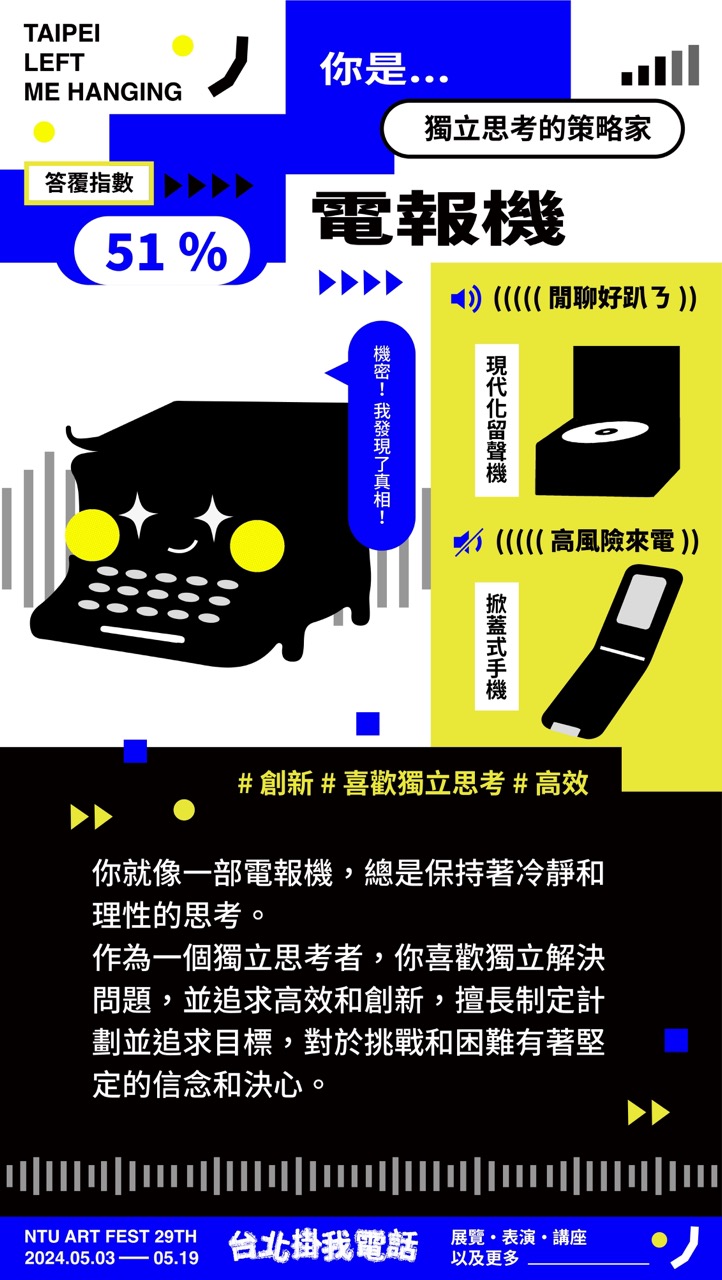 TAIPEI
LEFT
ME HANGING
你是...
獨立思考的策略家
答覆指數
51 %
電報機
機密！我發現了真相！
((((( 閒聊好趴ㄋ ))
現代化留聲機
((((( 高風險來電 ))
掀蓋式手機
# 創新 # 喜歡獨立思考 # 高效
你就像一部電報機，總是保持著冷靜和
理性的思考。
作為一個獨立思考者，你喜歡獨立解決
問題，並追求高效和創新，擅長制定計
劃並追求目標，對於挑戰和困難有著堅
定的信念和決心。
NTU ART FEST 29TH
2024.05.03 — 05.19
台北掛我電話
展覽・表演・講座
以及更多